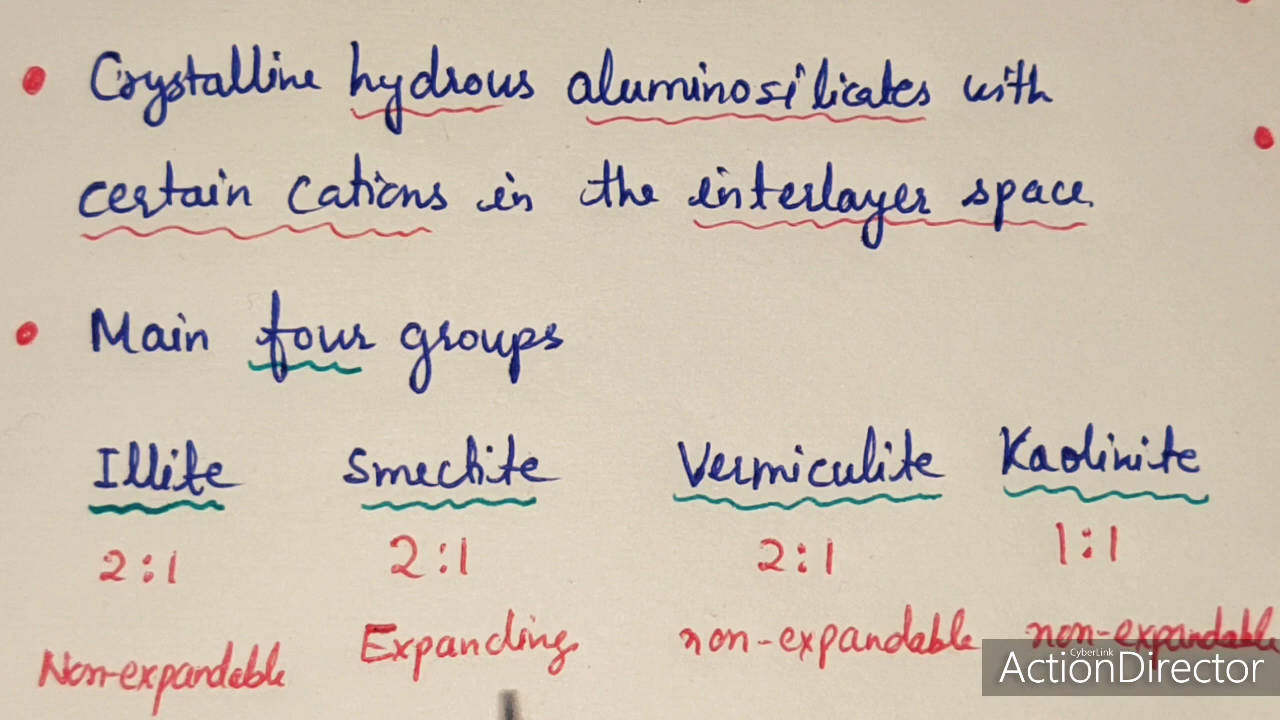 Crystalline hydrous aluminosilicates with
certain cations in the interlayer space.
Main four groups
Illite Smectite Vermiculite Kaolinite
2:1 2:1 2:1 1:1
Non-expandable Expanding. non-expandable non-expandable
CyberLink
ActionDirector